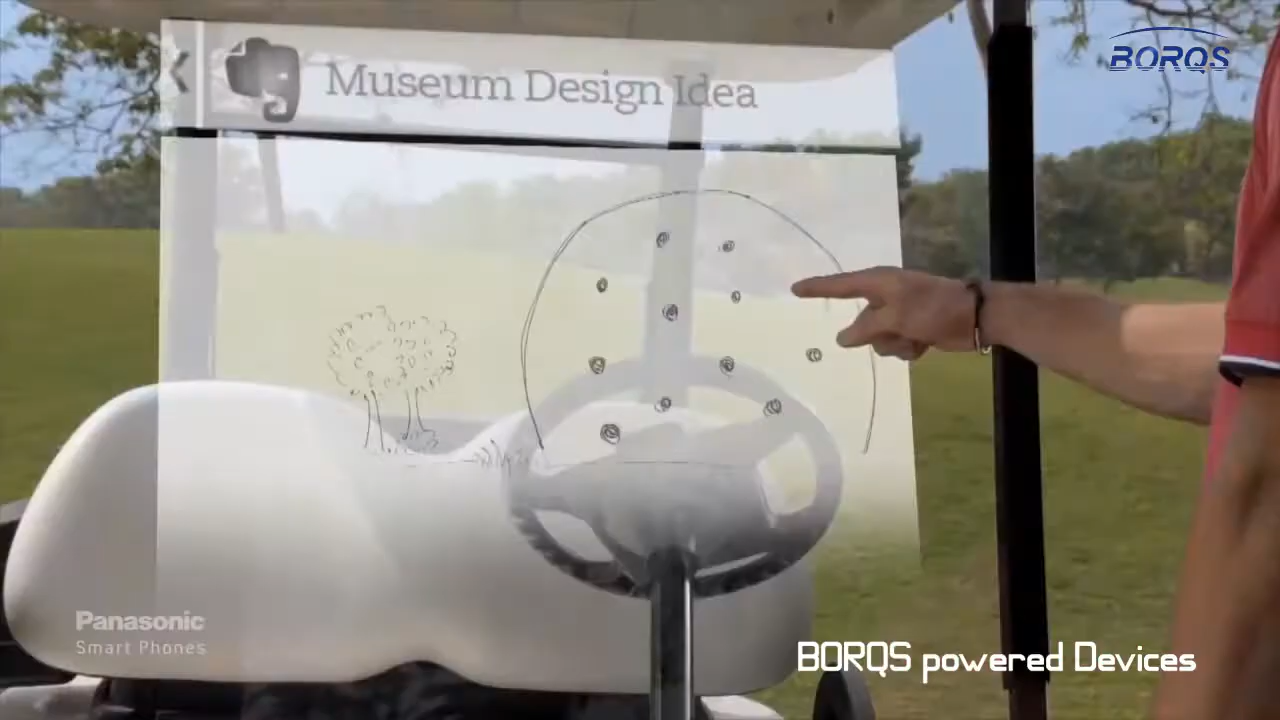 BORQS
Museum Design Idea
Panasonic
Smart Phones
BORQS powered Devices